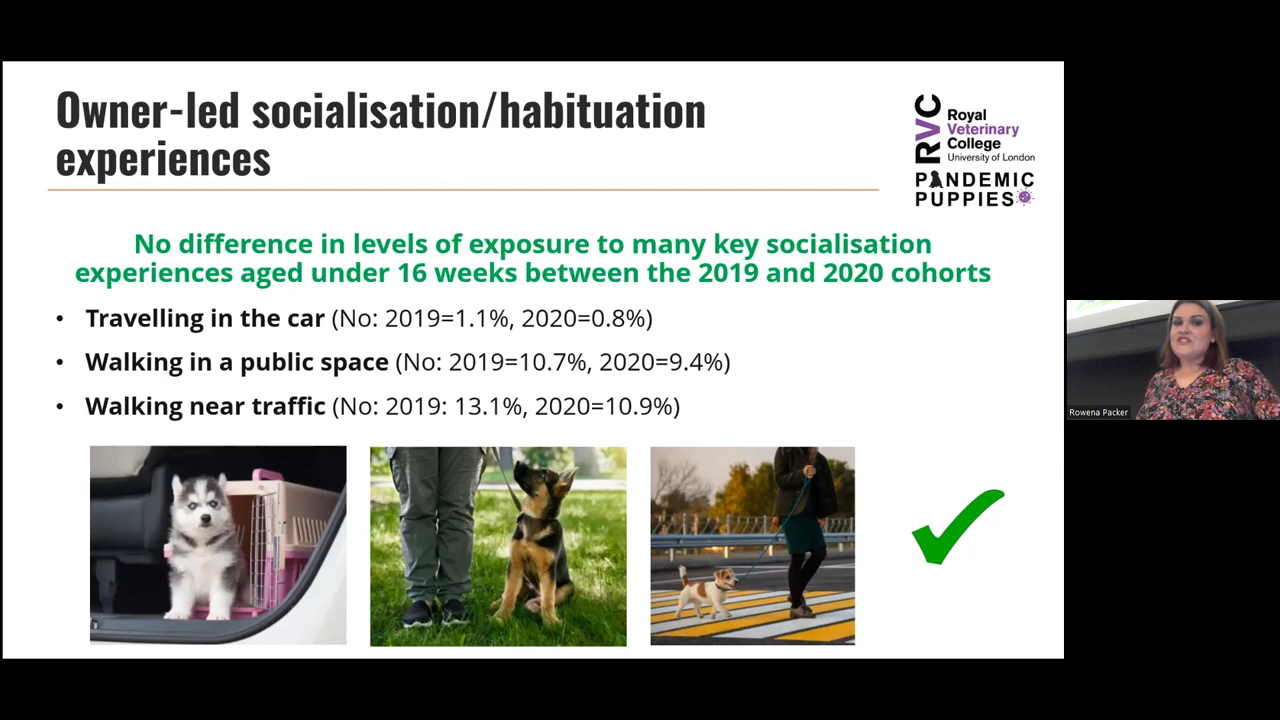 Owner-led socialisation/habituation
experiences
RVC
Royal
Veterinary
College
University of London
PANDEMIC
PUPPIES
No difference in levels of exposure to many key socialisation
experiences aged under 16 weeks between the 2019 and 2020 cohorts
• Travelling in the car (No: 2019=1.1%, 2020=0.8%)
• Walking in a public space (No: 2019=10.7%, 2020=9.4%)
• Walking near traffic (No: 2019: 13.1%, 2020=10.9%)
Rowena Packer